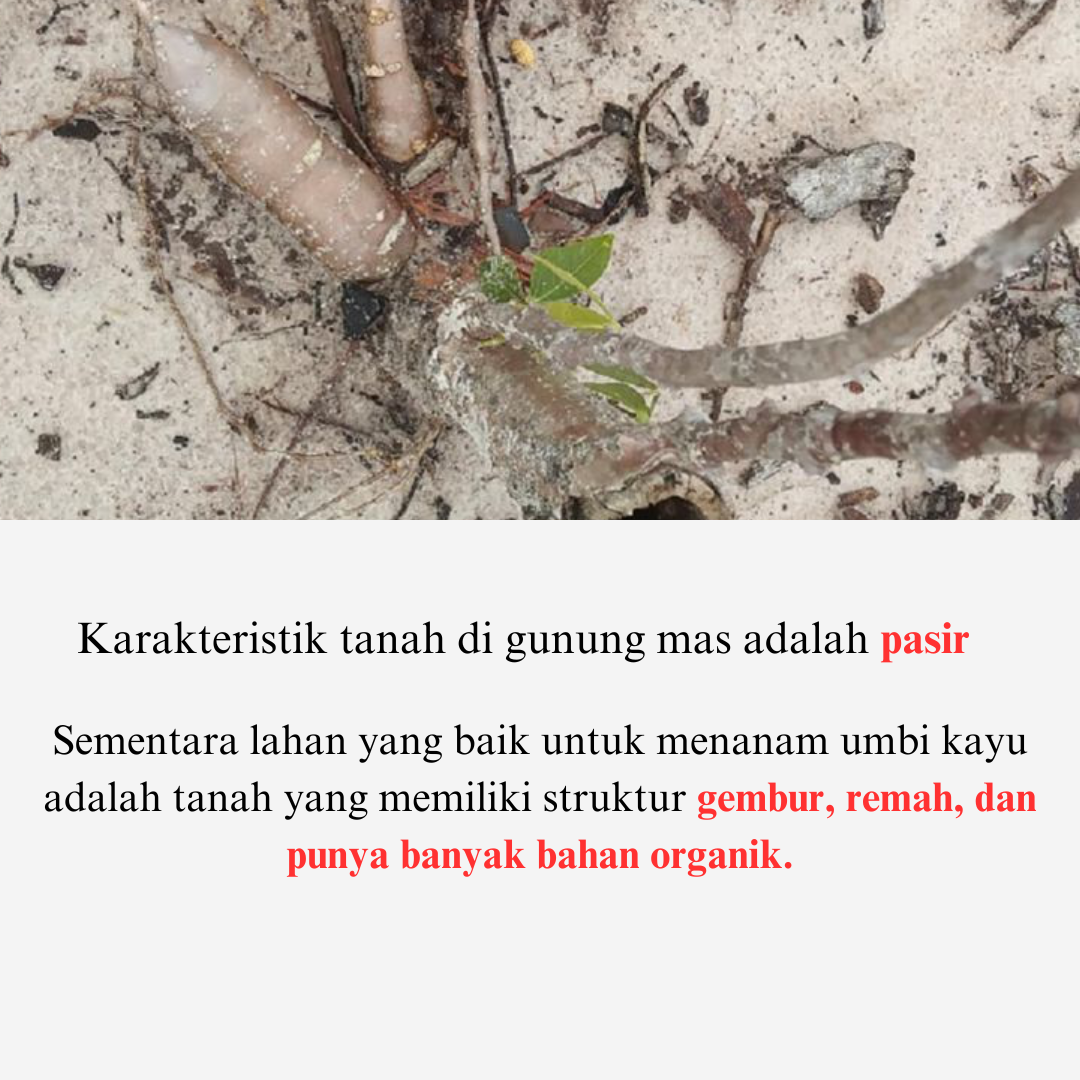 Karakteristik tanah di gunung mas adalah pasir
Sementara lahan yang baik untuk menanam umbi kayu
adalah tanah yang memiliki struktur gembur, remah, dan
punya banyak bahan organik.